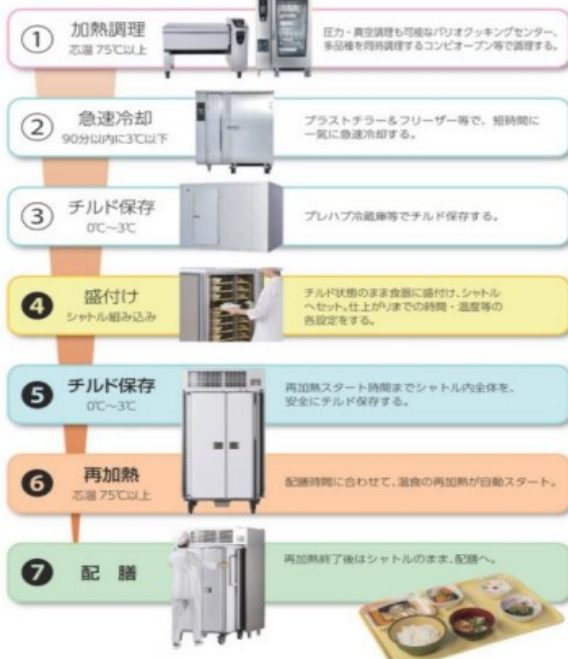 ① 加熱調理
芯温 75℃以上
圧力・真空調理も可能なバリオクッキングセンター、
多品種を同時調理するコンビオーブン等で調理する。
② 急速冷却
90分以内に3℃以下
ブラストチラー&フリーザー等で、短時間に
一気に急速冷却する。
③ チルド保存
0℃～3℃
プレハブ冷蔵庫等でチルド保存する。
❹ 盛付け
シャトル組み込み
チルド状態のまま食器に盛付け、シャトル
へセット。仕上がりまでの時間・温度等の
各設定をする。
❺ チルド保存
0℃～3℃
再加熱スタート時間までシャトル内全体を、
安全にチルド保存する。
❻ 再加熱
芯温 75℃以上
配膳時間に合わせて、温食の再加熱が自動スタート。
❼ 配膳
再加熱終了後はシャトルのまま、配膳へ。